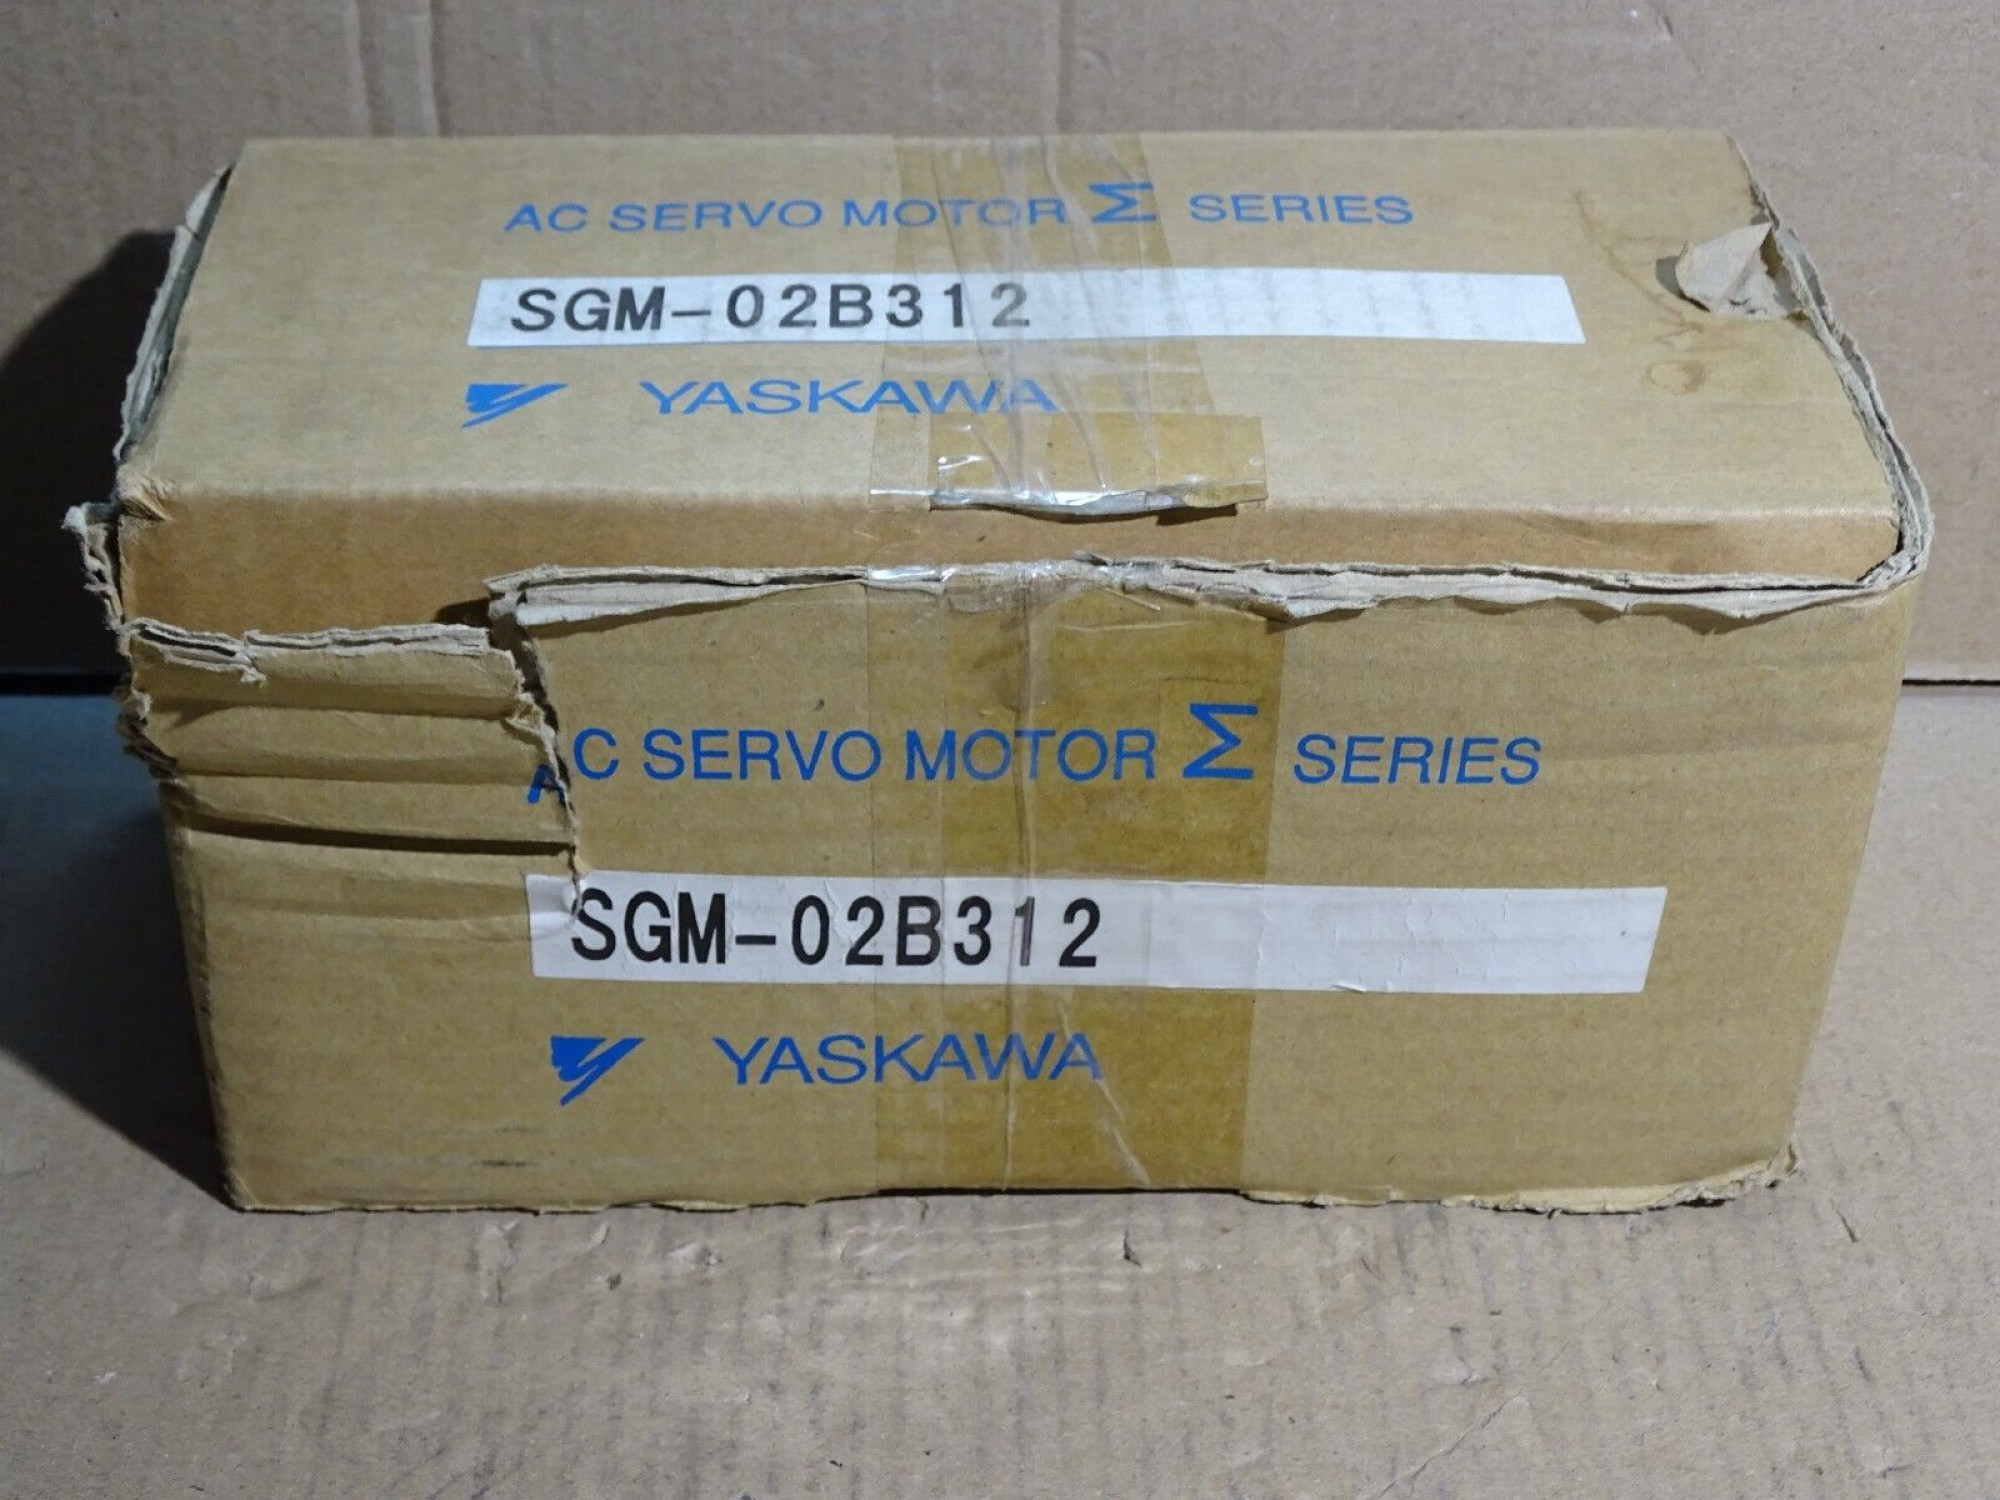 AC SERVO MOTOR Σ SERIES
SGM-02B312
YASKAWA
AC SERVO MOTOR Σ SERIES
SGM-02B312
YASKAWA